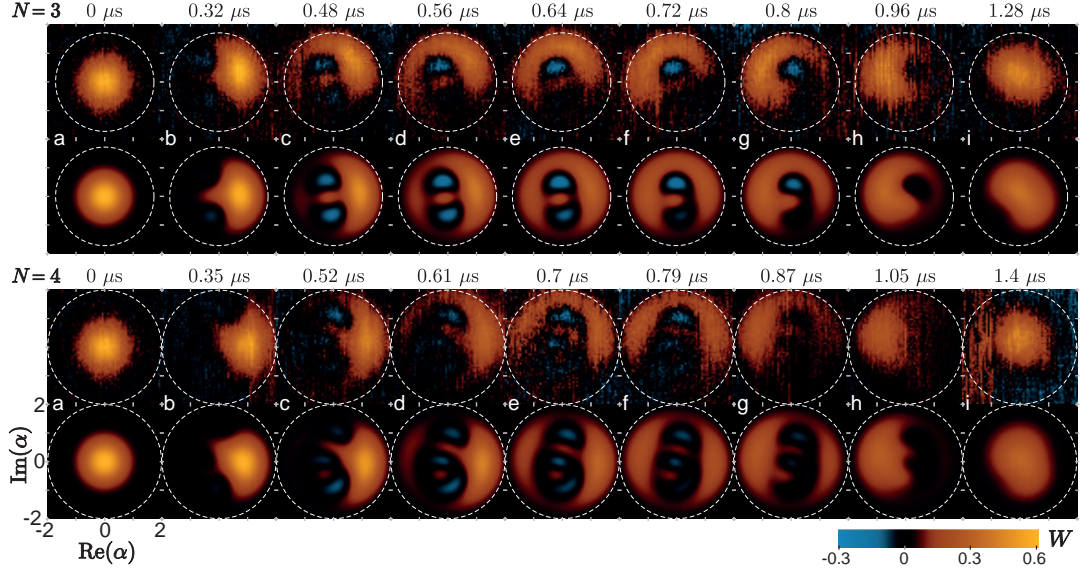 N = 3 0 μs 0.32 μs 0.48 μs 0.56 μs 0.64 μs 0.72 μs 0.8 μs 0.96 μs 1.28 μs
a b c d e f g h i
N = 4 0 μs 0.35 μs 0.52 μs 0.61 μs 0.7 μs 0.79 μs 0.87 μs 1.05 μs 1.4 μs
2 a b c d e f g h i
Im(α) 0
-2
-2 0 2
Re(α)
W
-0.3 0 0.3 0.6